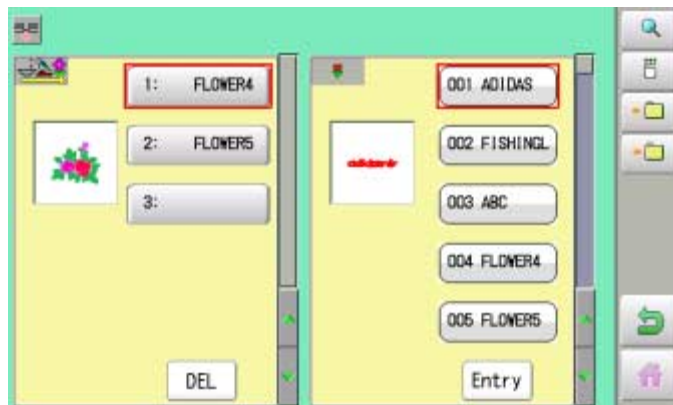 1: FLOWER4
2: FLOWER5
3:
DEL
001 ADIDAS
002 FISHINGL
003 ABC
004 FLOWER4
005 FLOWER5
Entry